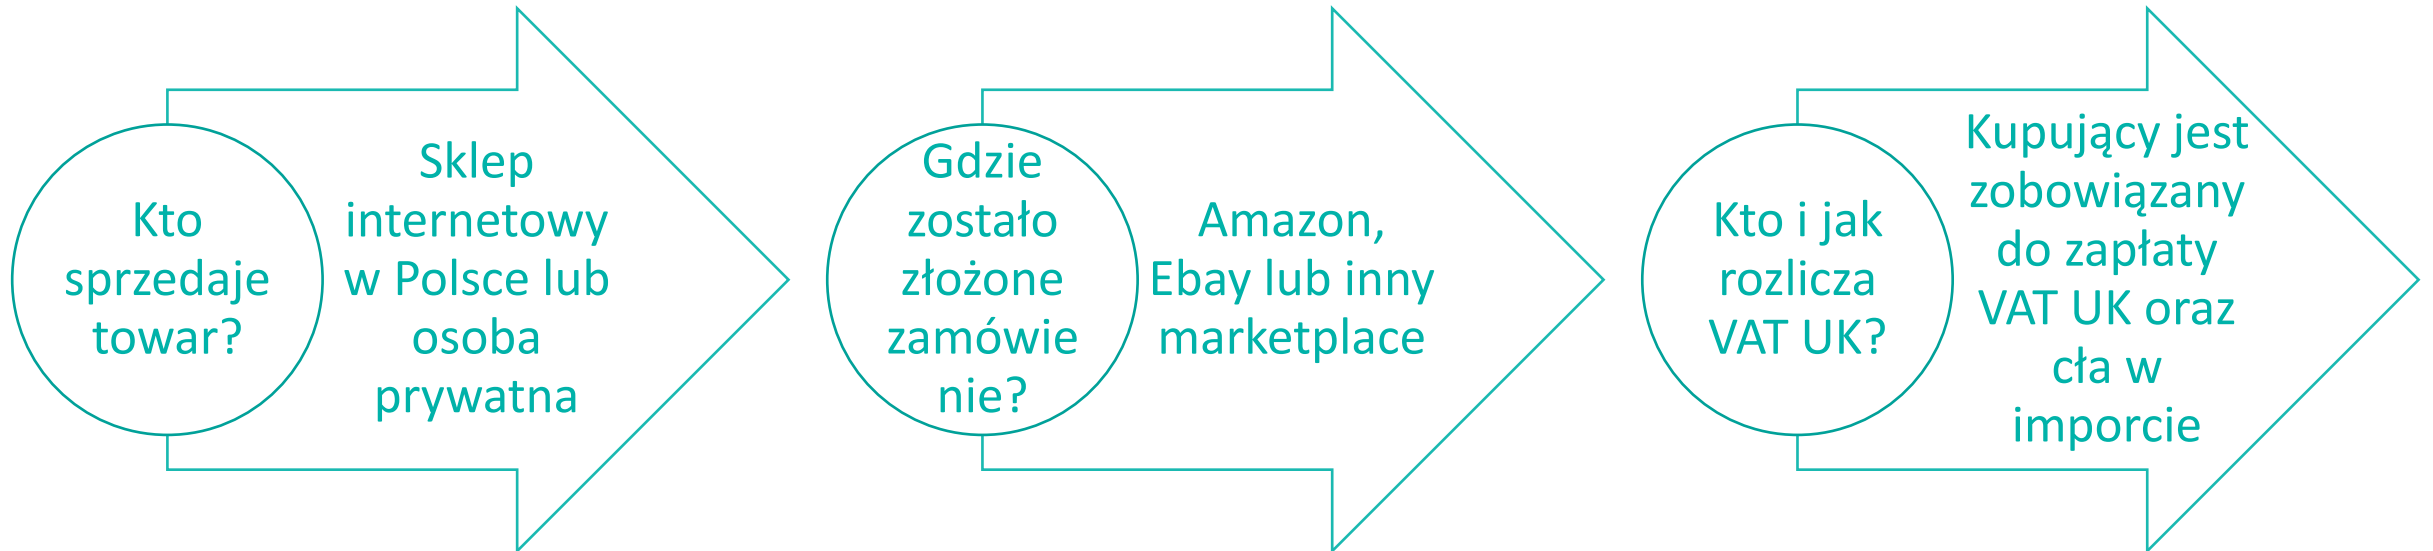 Kto
sprzedaje
towar?
Sklep
internetowy
w Polsce lub
osoba
prywatna
Gdzie
zostało
złożone
zamówie
nie?
Amazon,
Ebay lub inny
marketplace
Kto i jak
rozlicza
VAT UK?
Kupujący jest
zobowiązany
do zapłaty
VAT UK oraz
cła w
imporcie